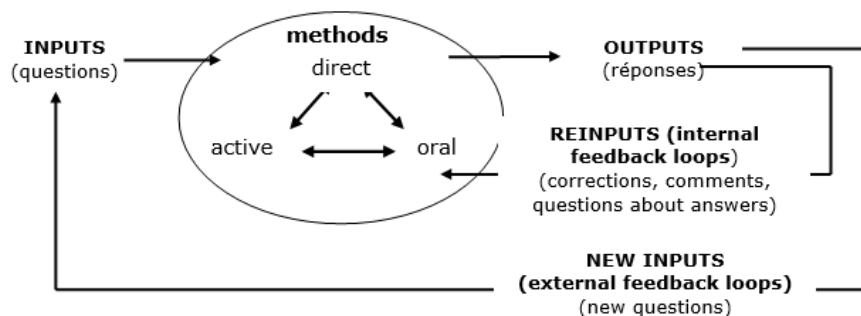 methods
INPUTS
(questions)
direct
OUTPUTS
(réponses)
active
oral
REINPUTS (internal
feedback loops)
(corrections, comments,
questions about answers)
NEW INPUTS
(external feedback loops)
(new questions)